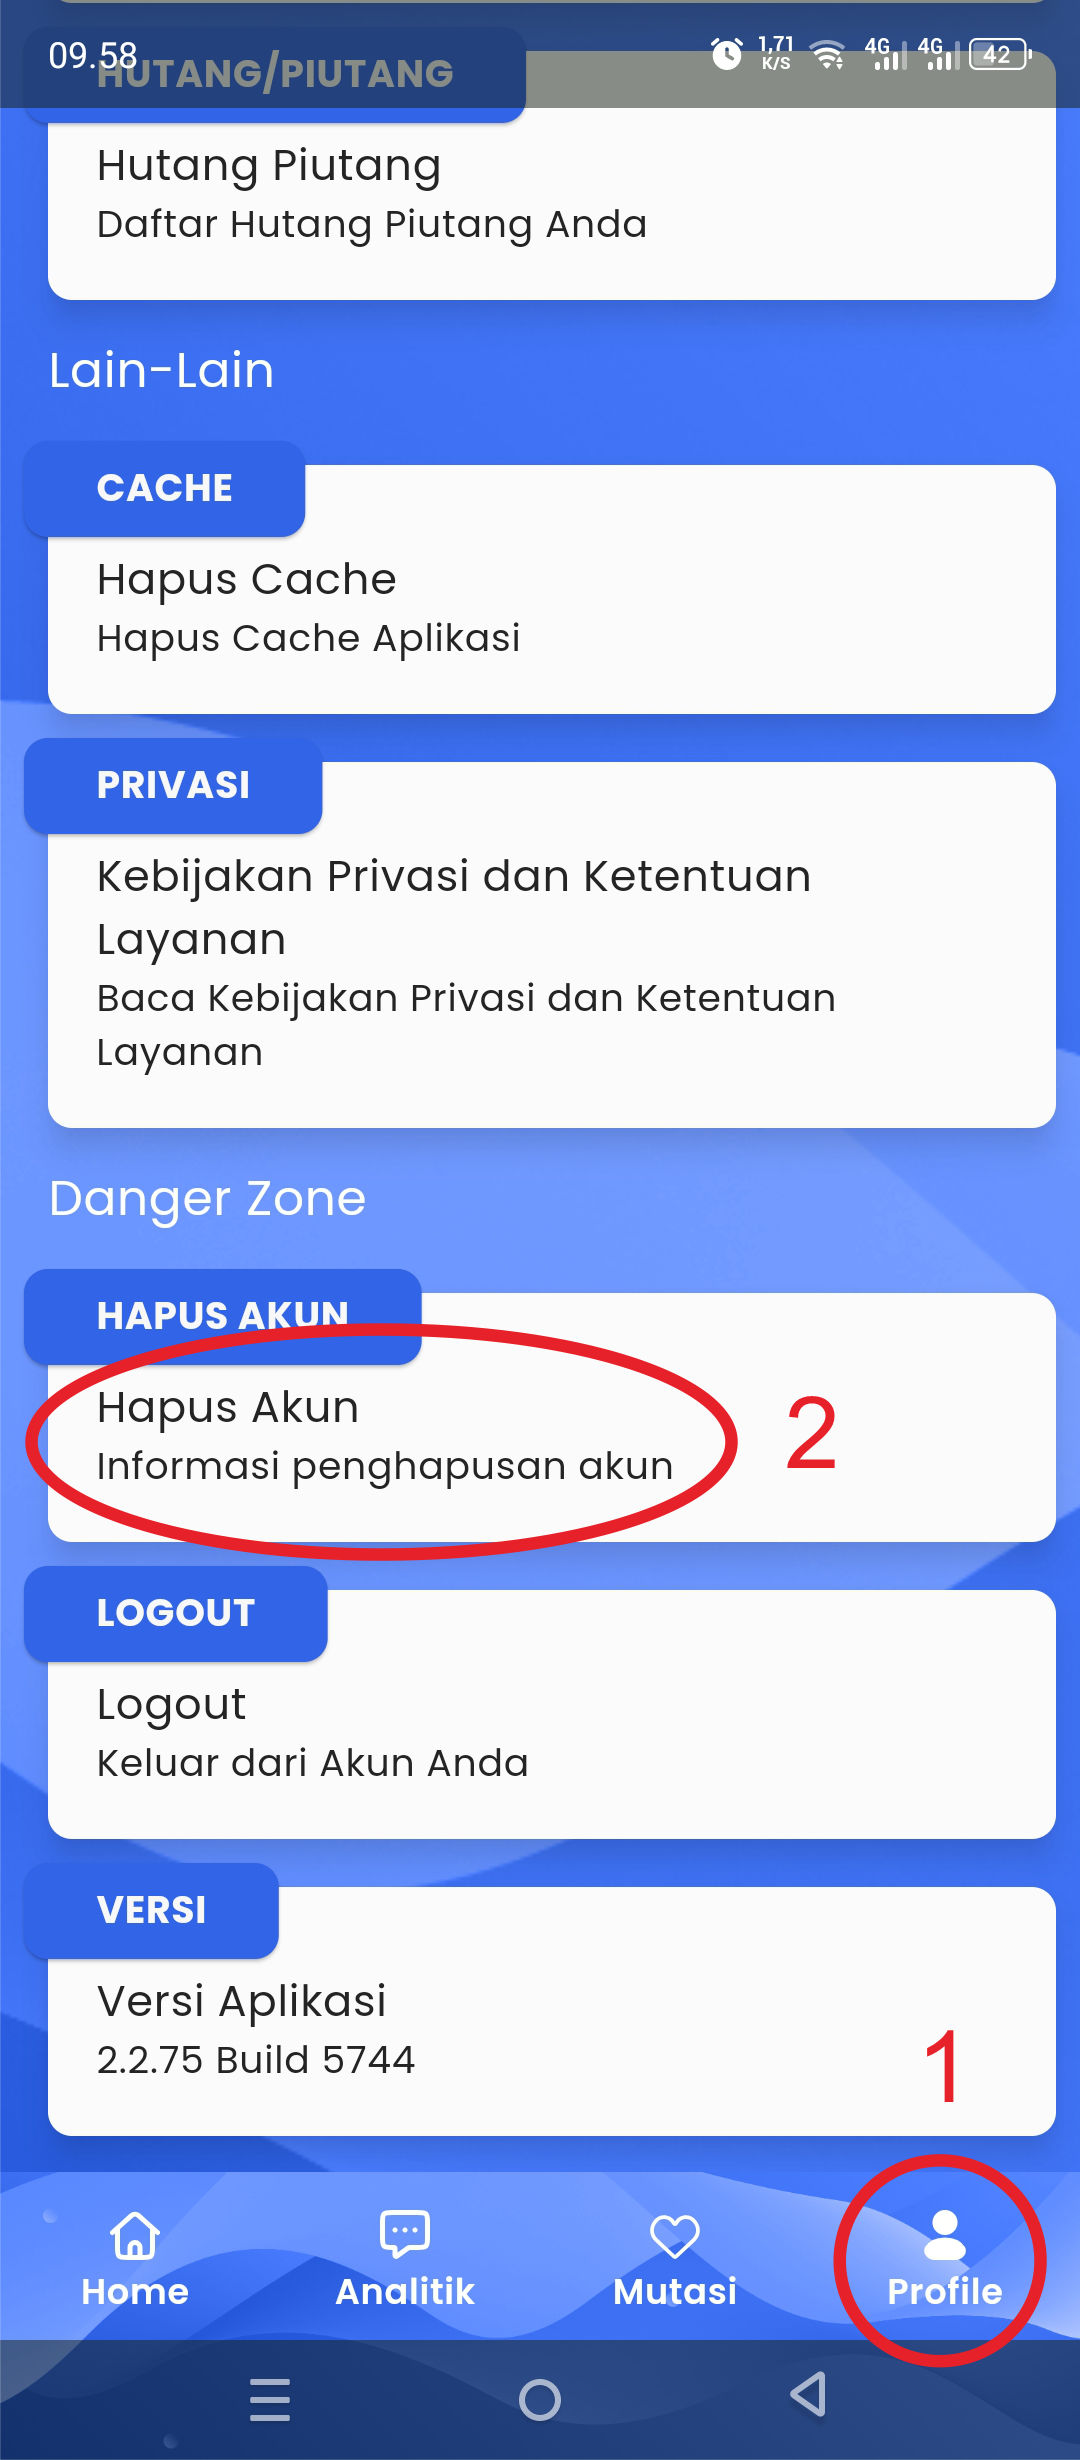 09.58
1,71
K/S
4G
4G
42
HUTANG/PIUTANG
Hutang Piutang
Daftar Hutang Piutang Anda
Lain-Lain
CACHE
Hapus Cache
Hapus Cache Aplikasi
PRIVASI
Kebijakan Privasi dan Ketentuan
Layanan
Baca Kebijakan Privasi dan Ketentuan
Layanan
Danger Zone
HAPUS AKUN
Hapus Akun
Informasi penghapusan akun
2
LOGOUT
Logout
Keluar dari Akun Anda
VERSI
Versi Aplikasi
2.2.75 Build 5744
1
Home
Analitik
Mutasi
Profile